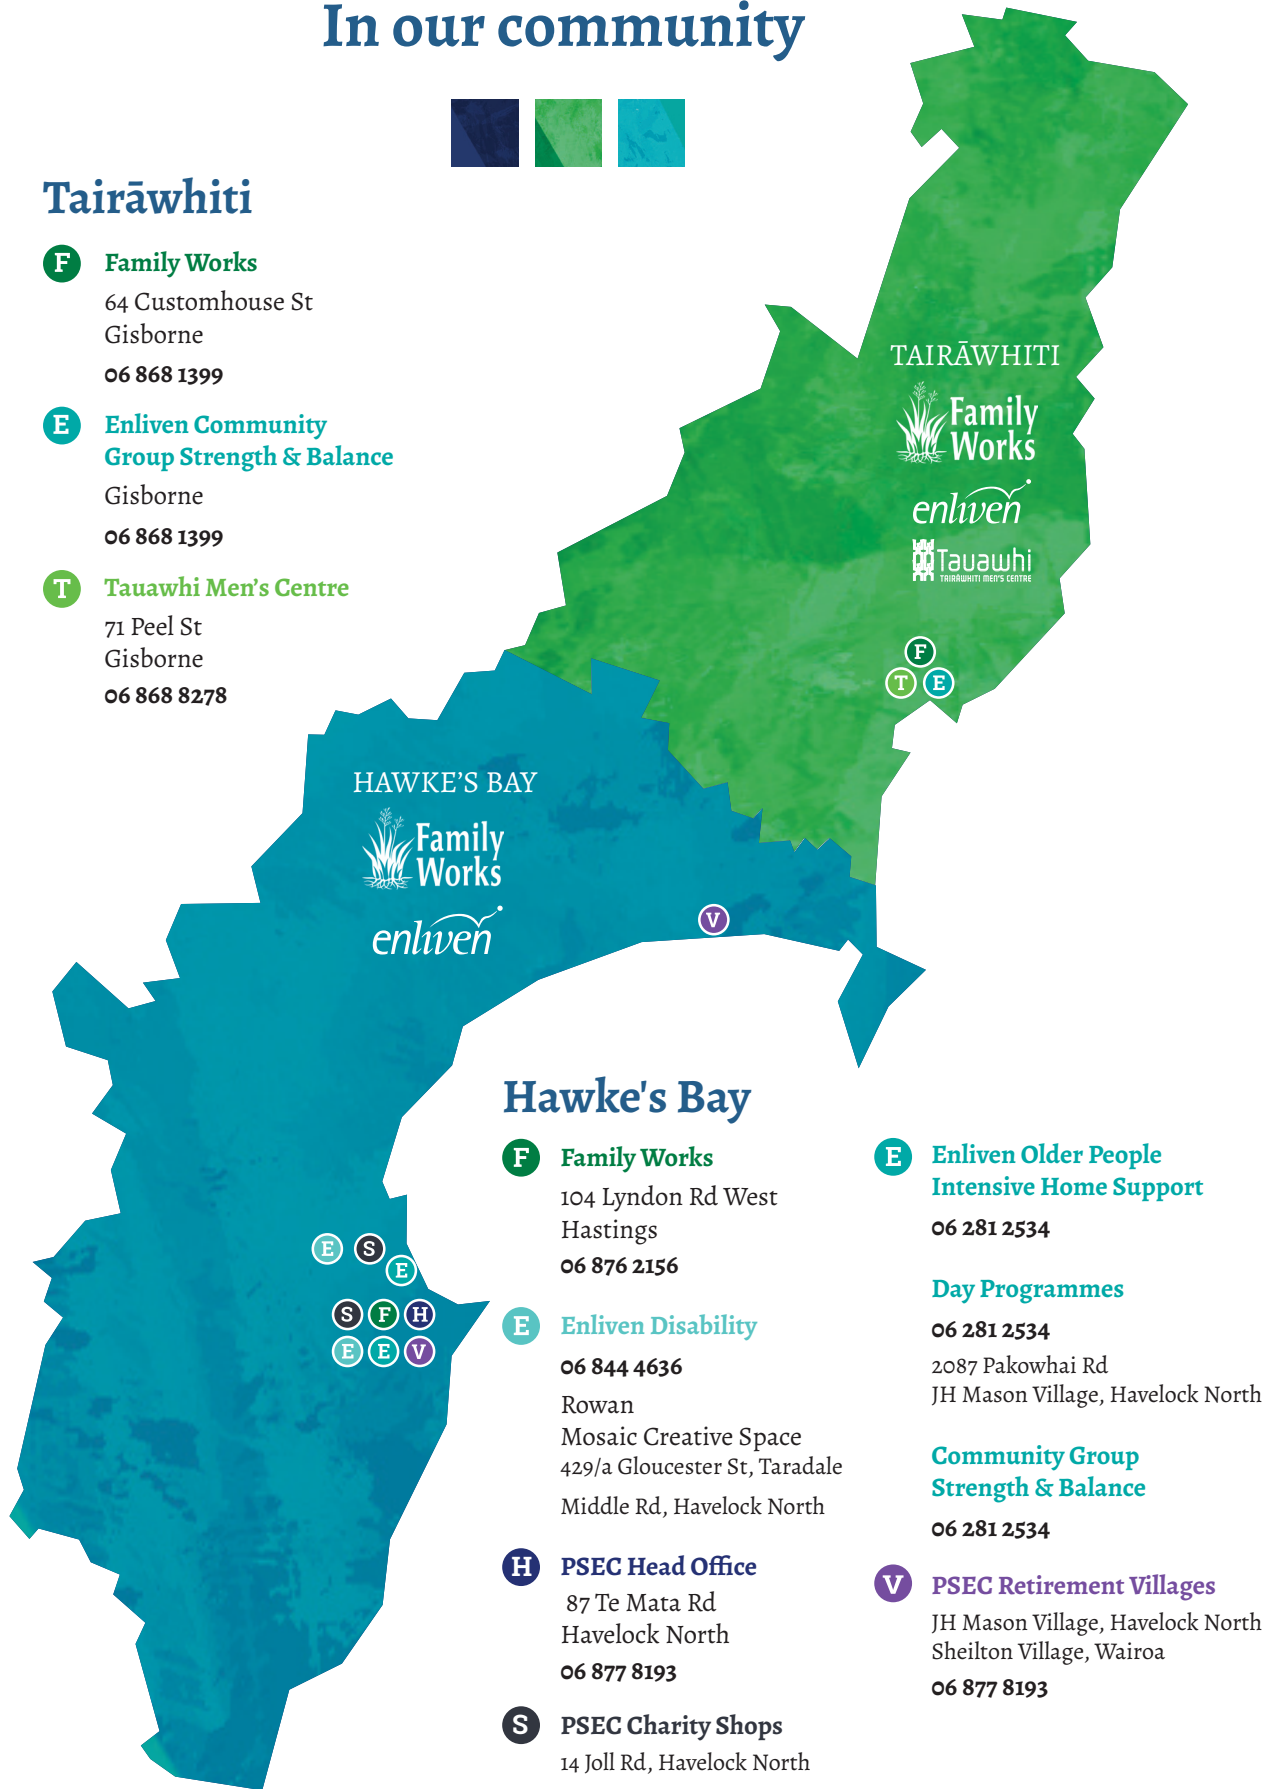 In our community
Tairāwhiti
F
Family Works
64 Customhouse St
Gisborne
06 868 1399
E
Enliven Community
Group Strength & Balance
Gisborne
06 868 1399
T
Tauawhi Men's Centre
71 Peel St
Gisborne
06 868 8278
TAIRĀWHITI
Family
Works
enliven
Tauawhi
TAIRĀWHITI MEN'S CENTRE
F
T E
HAWKE'S BAY
Family
Works
enliven
V
E S
E
S F H
E E V
Hawke's Bay
F
Family Works
104 Lyndon Rd West
Hastings
06 876 2156
E
Enliven Disability
06 844 4636
Rowan
Mosaic Creative Space
429/a Gloucester St, Taradale
Middle Rd, Havelock North
H
PSEC Head Office
87 Te Mata Rd
Havelock North
06 877 8193
S
PSEC Charity Shops
14 Joll Rd, Havelock North
E
Enliven Older People
Intensive Home Support
06 281 2534
Day Programmes
06 281 2534
2087 Pakowhai Rd
JH Mason Village, Havelock North
Community Group
Strength & Balance
06 281 2534
V
PSEC Retirement Villages
JH Mason Village, Havelock North
Sheilton Village, Wairoa
06 877 8193